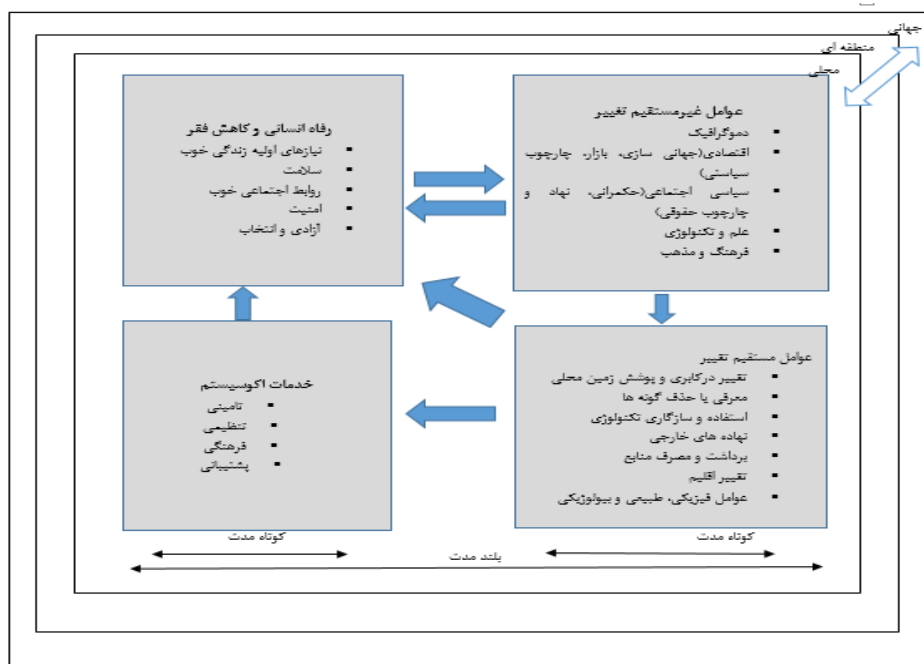 جهانی
منطقه ای
محلی
عوامل غیرمستقیم تغییر
▪ دموگرافیک
▪ اقتصادی(جهانی سازی، بازار، چارچوب
سیاستی)
▪ سیاسی اجتماعی(حکمرانی، نهاد و
چارچوب حقوقی)
▪ علم و تکنولوژی
▪ فرهنگ و مذهب
رفاه انسانی و کاهش فقر
▪ نیازهای اولیه زندگی خوب
▪ سلامت
▪ روابط اجتماعی خوب
▪ امنیت
▪ آزادی و انتخاب
عوامل مستقیم تغییر
▪ تغییر درکابری و پوشش زمین محلی
▪ معرفی یا حذف گونه ها
▪ استفاده و سازگاری تکنولوژی
▪ نهاده های خارجی
▪ برداشت و مصرف منابع
▪ تغییر اقلیم
▪ عوامل فیزیکی، طبیعی و بیولوژیکی
خدمات اکوسیستم
▪ تامینی
▪ تنظیمی
▪ فرهنگی
▪ پشتیبانی
کوتاه مدت
کوتاه مدت
بلند مدت